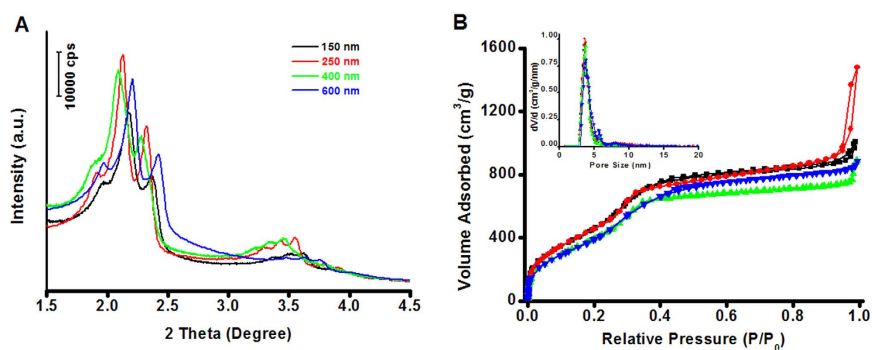 A
10000 cps
150 nm
250 nm
400 nm
600 nm
Intensity (a.u.)
1.5 2.0 2.5 3.0 3.5 4.0 4.5
2 Theta (Degree)
B
1600
1200
800
400
0
Volume Adsorbed (cm³/g)
0.0 0.2 0.4 0.6 0.8 1.0
Relative Pressure (P/P₀)
1.00
0.75
0.50
0.25
0.00
dV/d (cm³/g/nm)
0 5 10 15 20
Pore Size (nm)